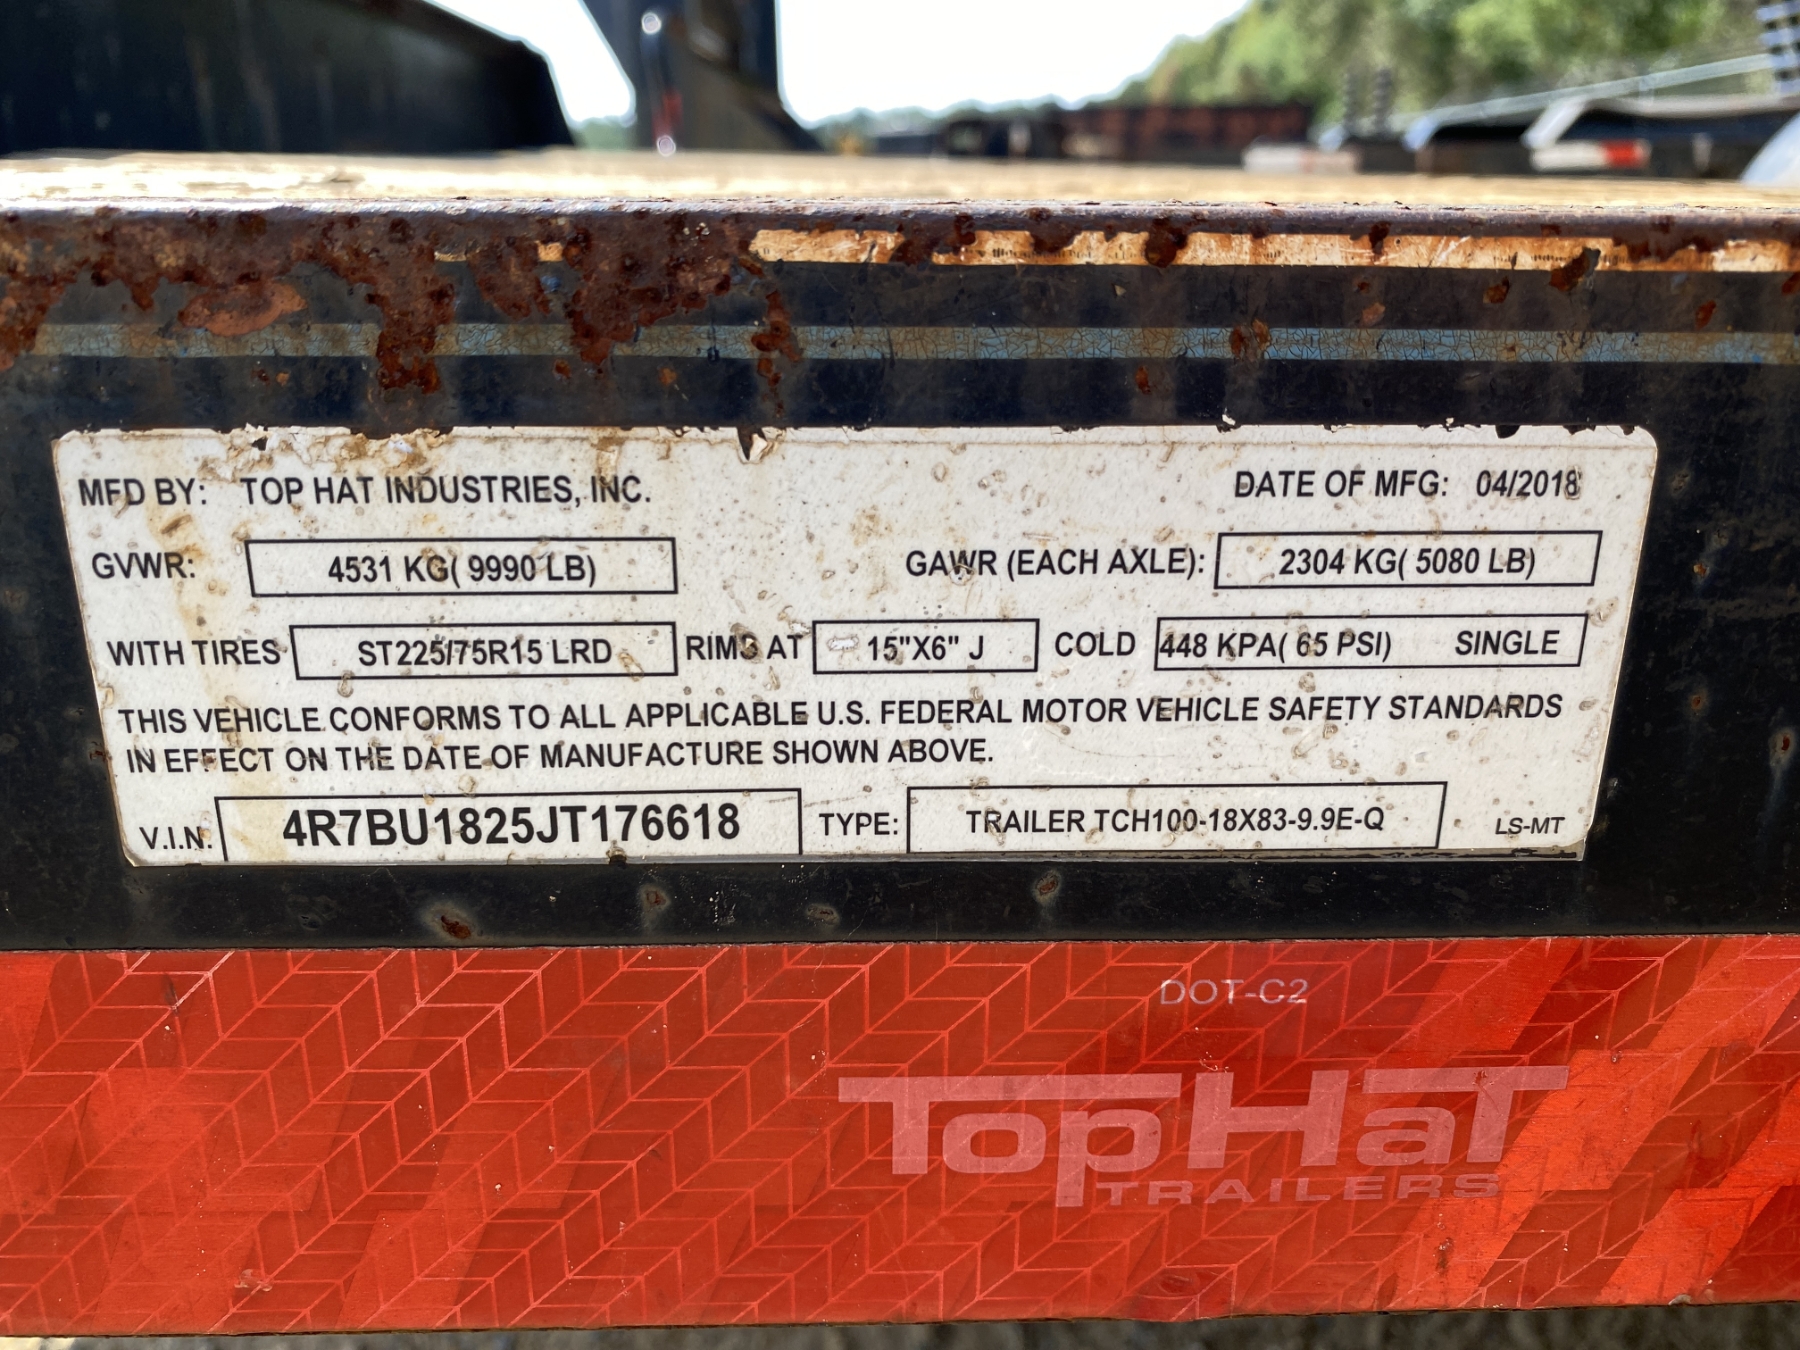 MFD BY: TOP HAT INDUSTRIES, INC. DATE OF MFG: 04/2018
GVWR: 4531 KG( 9990 LB) GAWR (EACH AXLE): 2304 KG( 5080 LB)
WITH TIRES ST225/75R15 LRD RIMS AT 15"X6" J COLD 448 KPA( 65 PSI) SINGLE
THIS VEHICLE CONFORMS TO ALL APPLICABLE U.S. FEDERAL MOTOR VEHICLE SAFETY STANDARDS
IN EFFECT ON THE DATE OF MANUFACTURE SHOWN ABOVE.
V.I.N. 4R7BU1825JT176618 TYPE: TRAILER TCH100-18X83-9.9E-Q LS-MT
DOT-C2
TopHaT
TRAILERS